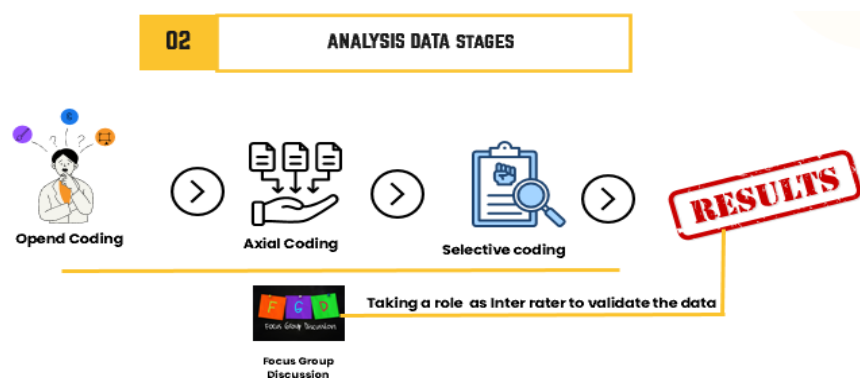 02
ANALYSIS DATA STAGES
Opend Coding
Axial Coding
Selective coding
RESULTS
F G D
Focus Group Discussion
Taking a role as Inter rater to validate the data
Focus Group
Discussion